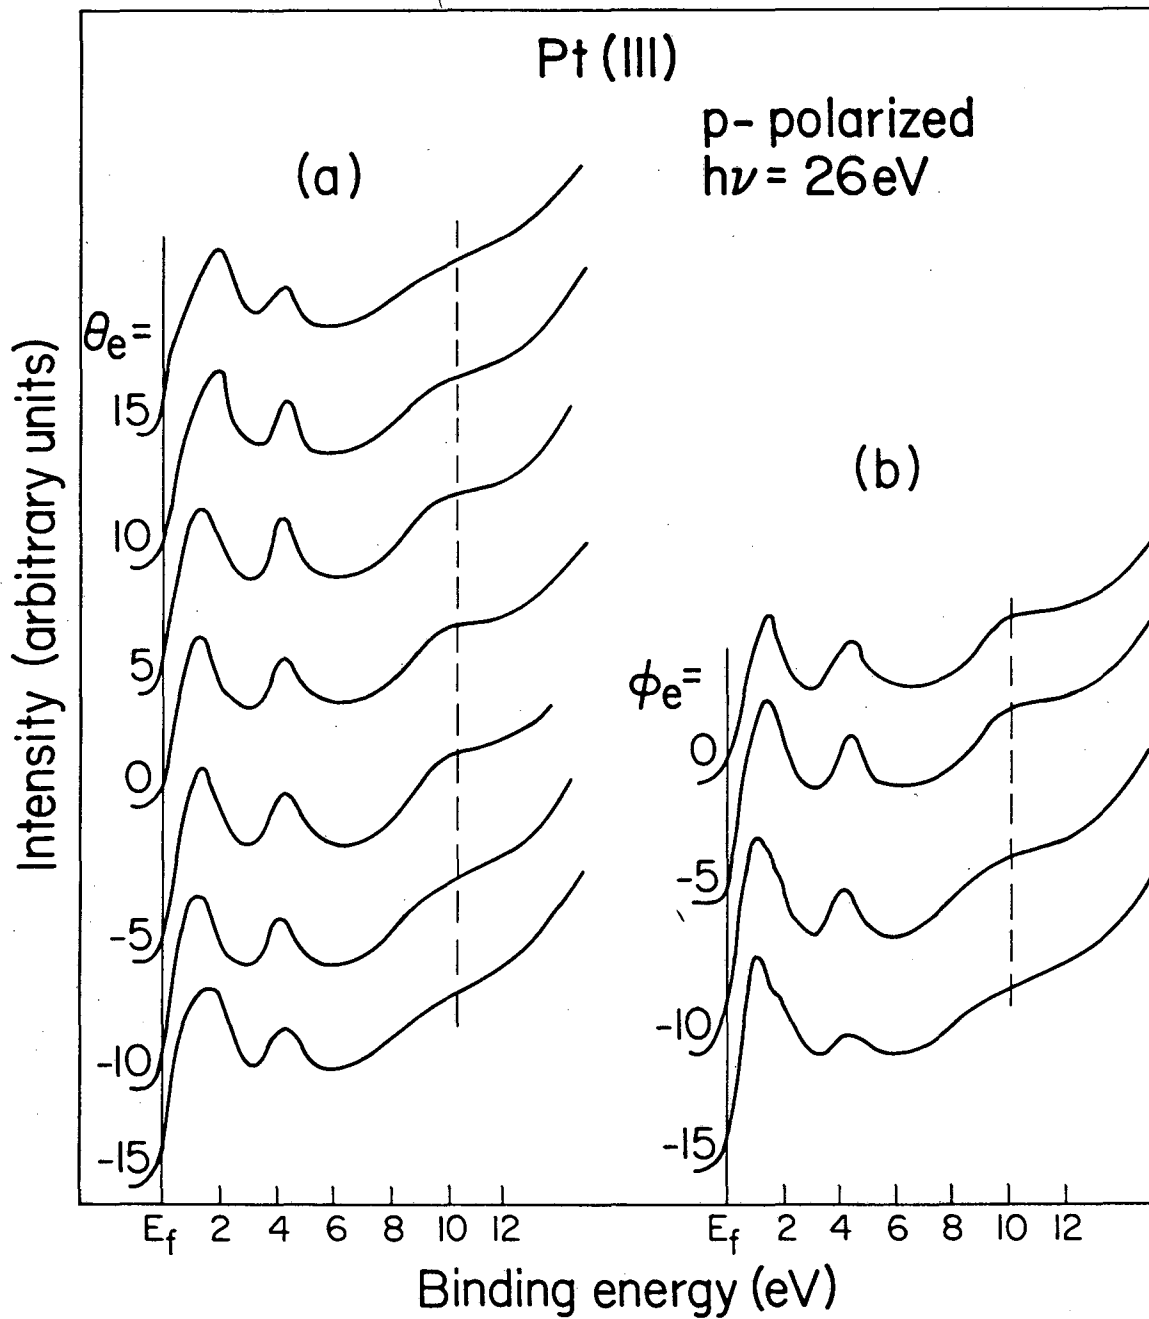 Pt (III)
p- polarized
hν = 26eV
(a)
θe =
15
10
5
0
-5
-10
-15
(b)
ϕe =
0
-5
-10
-15
Intensity (arbitrary units)
Ef 2 4 6 8 10 12
Ef 2 4 6 8 10 12
Binding energy (eV)